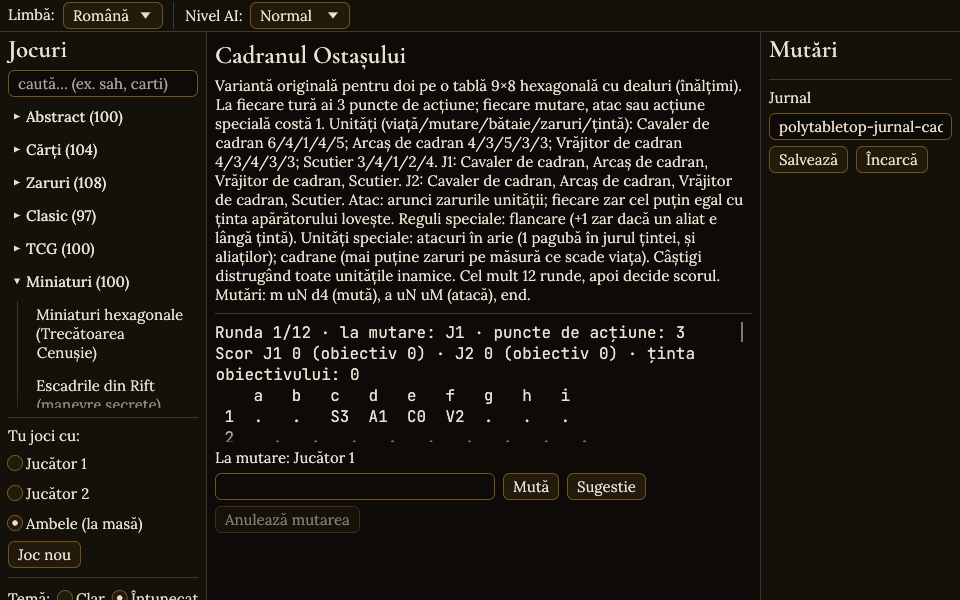 Limbă: Română Nivel AI: Normal
Jocuri
caută... (ex. sah, carti)
Abstract (100)
Cărți (104)
Zaruri (108)
Clasic (97)
TCG (100)
Miniaturi (100)
Miniaturi hexagonale
(Trecătoarea
Cenușie)
Escadrile din Rift
(manevre secrete)
Tu joci cu:
Jucător 1
Jucător 2
Ambele (la masă)
Joc nou
Temă: Clar Întunecat
Cadranul Ostașului
Variantă originală pentru doi pe o tablă 9×8 hexagonală cu dealuri (înălțimi).
La fiecare tură ai 3 puncte de acțiune; fiecare mutare, atac sau acțiune
specială costă 1. Unități (viață/mutare/bătaie/zaruri/țintă): Cavaler de
cadran 6/4/1/4/5; Arcaș de cadran 4/3/5/3/3; Vrăjitor de cadran
4/3/4/3/3; Scutier 3/4/1/2/4. J1: Cavaler de cadran, Arcaș de cadran,
Vrăjitor de cadran, Scutier. J2: Cavaler de cadran, Arcaș de cadran, Vrăjitor
de cadran, Scutier. Atac: arunci zarurile unității; fiecare zar cel puțin egal cu
ținta apărătorului lovește. Reguli speciale: flancare (+1 zar dacă un aliat e
lângă țintă). Unități speciale: atacuri în arie (1 pagubă în jurul țintei, și
aliaților); cadrane (mai puține zaruri pe măsură ce scade viața). Câștigi
distrugând toate unitățile inamice. Cel mult 12 runde, apoi decide scorul.
Mutări: m uN d4 (mută), a uN uM (atacă), end.
Runda 1/12 · la mutare: J1 · puncte de acțiune: 3
Scor J1 0 (obiectiv 0) · J2 0 (obiectiv 0) · ținta
obiectivului: 0
a b c d e f g h i
1 . . S3 A1 C0 V2 . . .
2 . . . . . . . . .
La mutare: Jucător 1
Mută Sugestie
Anulează mutarea
Mutări
Jurnal
polytabletop-jurnal-cad
Salvează Încarcă